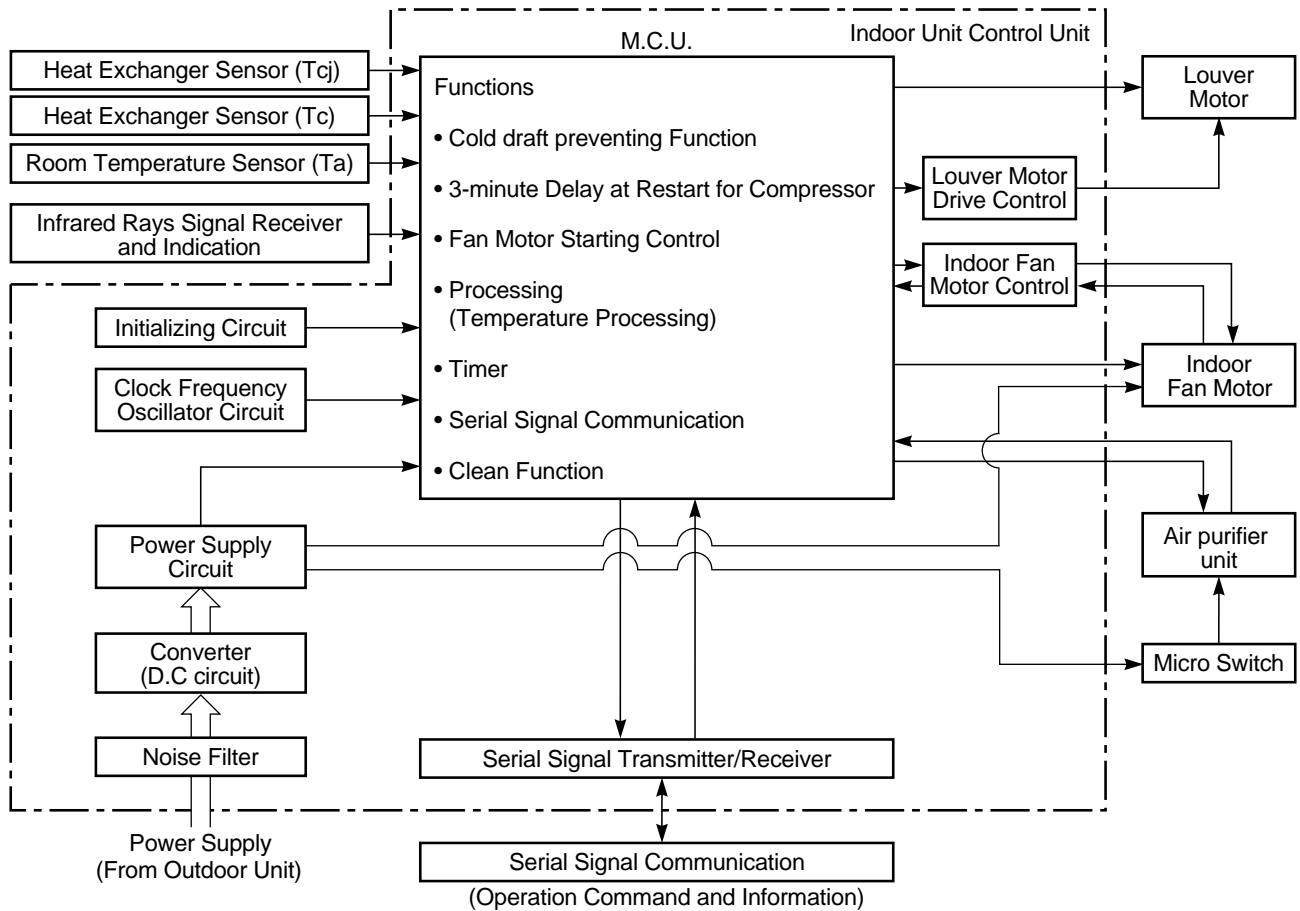 Indoor Unit Control Unit
M.C.U.
Heat Exchanger Sensor (Tcj)
Heat Exchanger Sensor (Tc)
Room Temperature Sensor (Ta)
Infrared Rays Signal Receiver
and Indication
Initializing Circuit
Clock Frequency
Oscillator Circuit
Power Supply
Circuit
Converter
(D.C circuit)
Noise Filter
Power Supply
(From Outdoor Unit)
Functions
• Cold draft preventing Function
• 3-minute Delay at Restart for Compressor
• Fan Motor Starting Control
• Processing
(Temperature Processing)
• Timer
• Serial Signal Communication
• Clean Function
Serial Signal Transmitter/Receiver
Serial Signal Communication
(Operation Command and Information)
Louver Motor
Drive Control
Indoor Fan
Motor Control
Louver
Motor
Indoor
Fan Motor
Air purifier
unit
Micro Switch